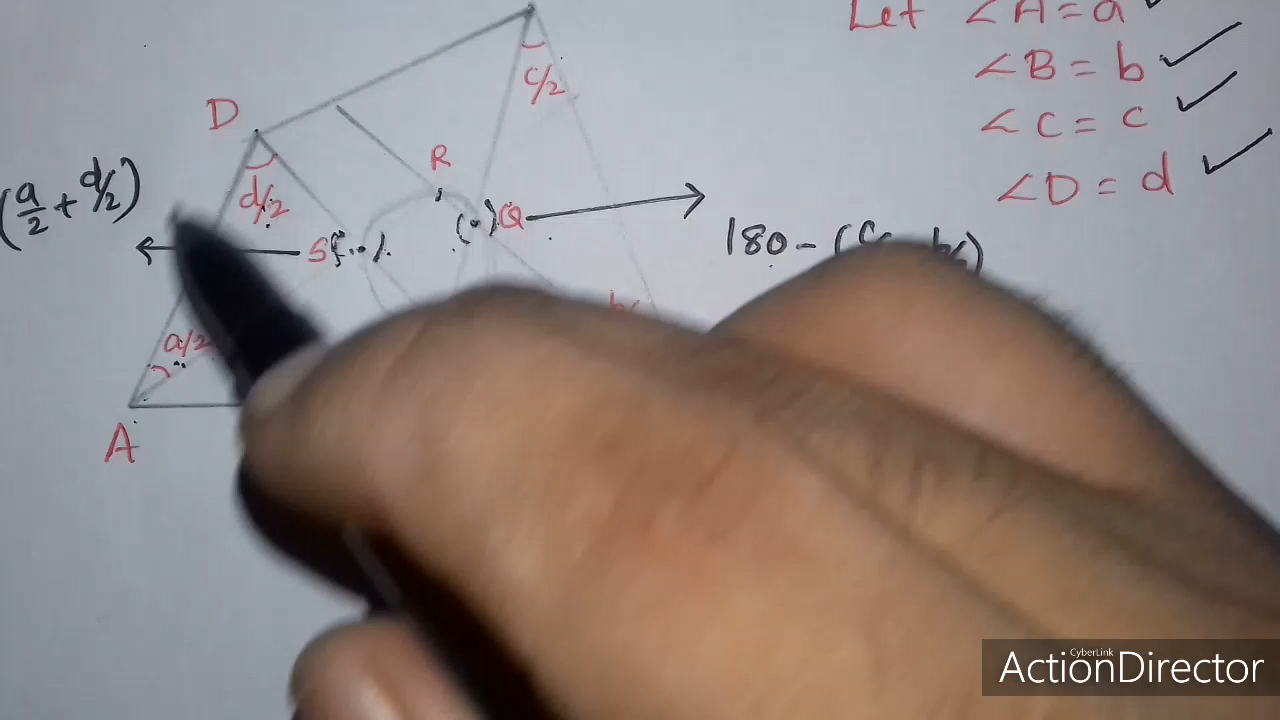 Let ∠A = a
∠B = b
∠C = c
∠D = d
D
c/2
R
(a/2 + d/2)
d/2
S
Q
180 - (
a/2
A
CyberLink
ActionDirector